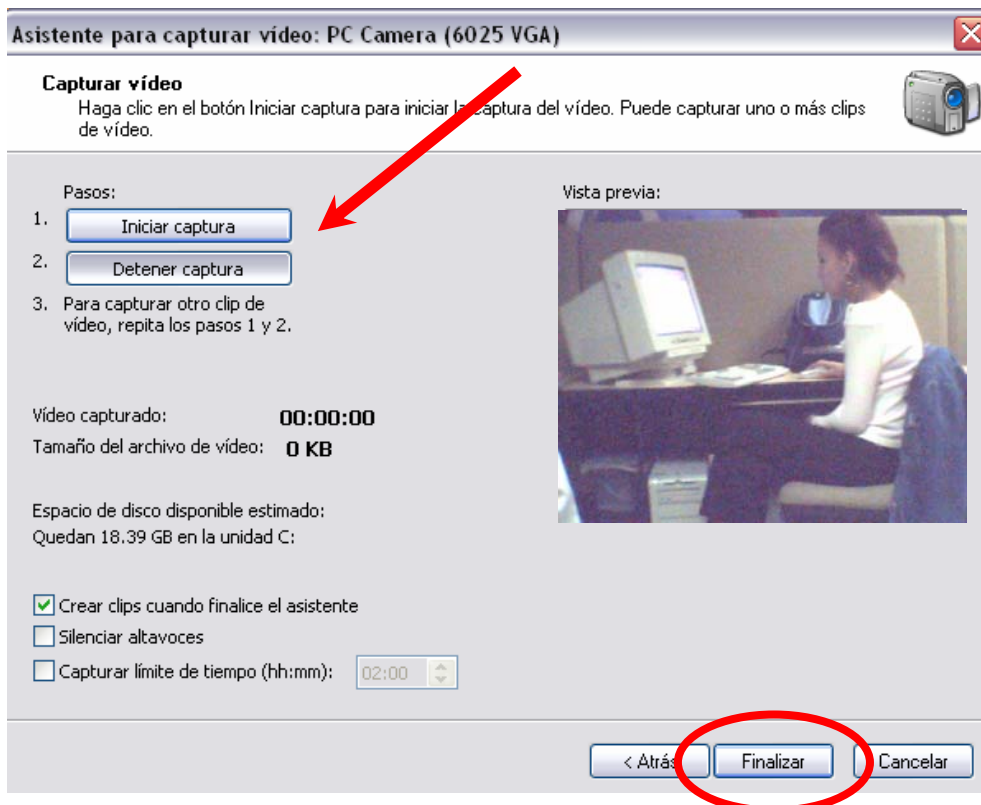 Asistente para capturar vídeo: PC Camera (6025 VGA)
Capturar vídeo
Haga clic en el botón Iniciar captura para iniciar la captura del vídeo. Puede capturar uno o más clips
de vídeo.
Pasos:
1. Iniciar captura
2. Detener captura
3. Para capturar otro clip de
vídeo, repita los pasos 1 y 2.
Vista previa:
Vídeo capturado: 00:00:00
Tamaño del archivo de vídeo: 0 KB
Espacio de disco disponible estimado:
Quedan 18.39 GB en la unidad C:
Crear clips cuando finalice el asistente
Silenciar altavoces
Capturar límite de tiempo (hh:mm): 02:00
< Atrás Finalizar Cancelar